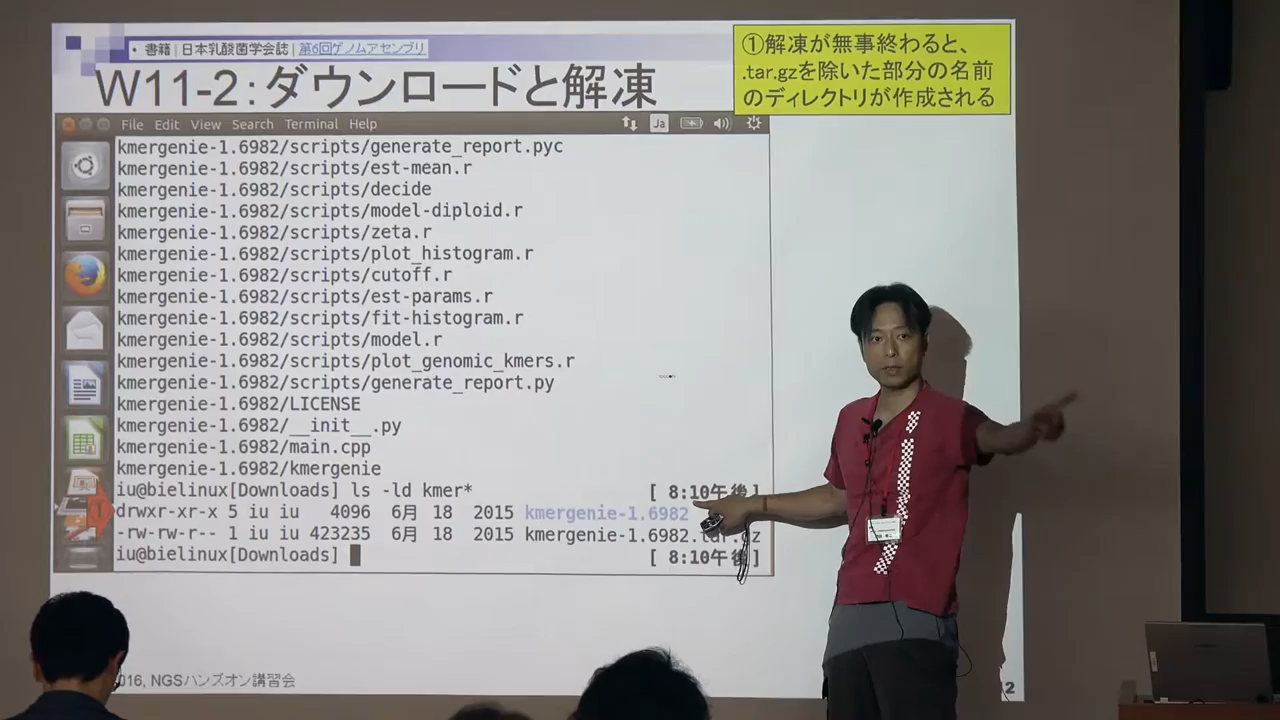 • 書籍 | 日本乳酸菌学会誌 | 第6回ゲノムアセンブリ
W11-2:ダウンロードと解凍
①解凍が無事終わると、
.tar.gzを除いた部分の名前
のディレクトリが作成される
File Edit View Search Terminal Help
Ja
kmergenie-1.6982/scripts/generate_report.pyc
kmergenie-1.6982/scripts/est-mean.r
kmergenie-1.6982/scripts/decide
kmergenie-1.6982/scripts/model-diploid.r
kmergenie-1.6982/scripts/zeta.r
kmergenie-1.6982/scripts/plot_histogram.r
kmergenie-1.6982/scripts/cutoff.r
kmergenie-1.6982/scripts/est-params.r
kmergenie-1.6982/scripts/fit-histogram.r
kmergenie-1.6982/scripts/model.r
kmergenie-1.6982/scripts/plot_genomic_kmers.r
kmergenie-1.6982/scripts/generate_report.py
kmergenie-1.6982/LICENSE
kmergenie-1.6982/__init__.py
kmergenie-1.6982/main.cpp
kmergenie-1.6982/kmergenie
iu@bielinux[Downloads] ls -ld kmer* [ 8:10午後]
①
drwxr-xr-x 5 iu iu 4096 6月 18 2015 kmergenie-1.6982
-rw-rw-r-- 1 iu iu 423235 6月 18 2015 kmergenie-1.6982.tar.gz
iu@bielinux[Downloads] [ 8:10午後]
016, NGSハンズオン講習会
2